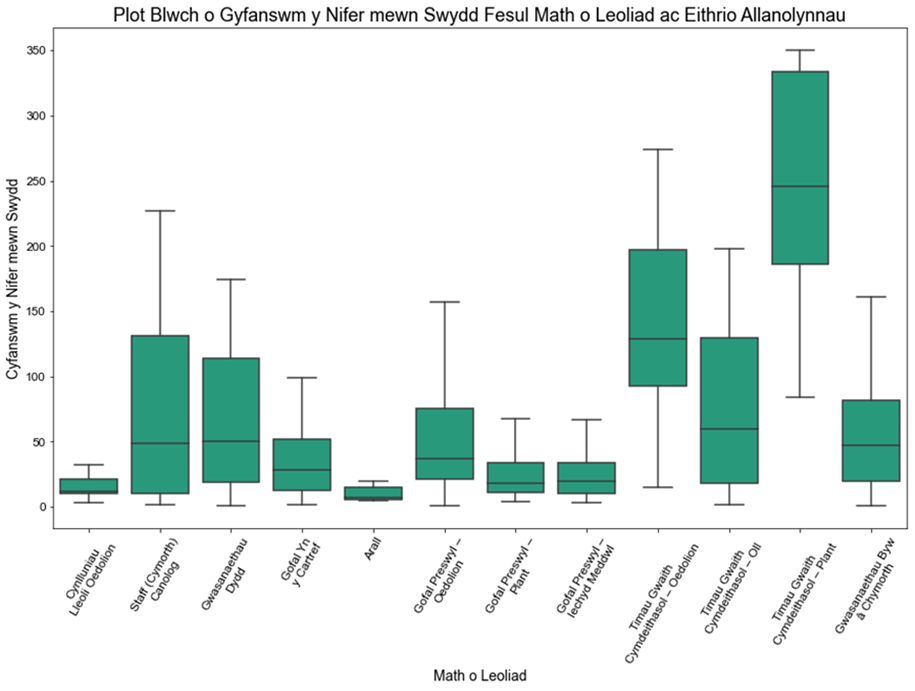 Plot Blwch o Gyfanswm y Nifer mewn Swydd Fesul Math o Leoliad ac Eithrio Allanolynnau
Cyfanswm y Nifer mewn Swydd
350
300
250
200
150
100
50
0
Cynlluniau
Lleoli Oedolion
Staff (Cymorth)
Canolog
Gwasanaethau
Dydd
Gofal Yn
y Cartref
Arall
Gofal Preswyl –
Oedolion
Gofal Preswyl –
Plant
Gofal Preswyl –
Iechyd Meddwl
Timau Gwaith
Cymdeithasol – Oedolion
Timau Gwaith
Cymdeithasol – Oll
Timau Gwaith
Cymdeithasol – Plant
Gwasanaethau Byw
â Chymorth
Math o Leoliad